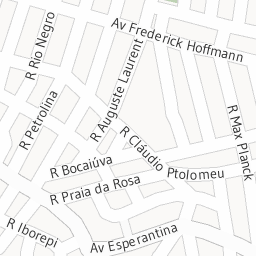 Av Frederick Hoffmann
R Rio Negro
R Auguste Laurent
R Petrolina
R Max Planck
R Cláudio Ptolomeu
R Bocaiúva
R Praia da Rosa
R Iborepi
Av Esperantina